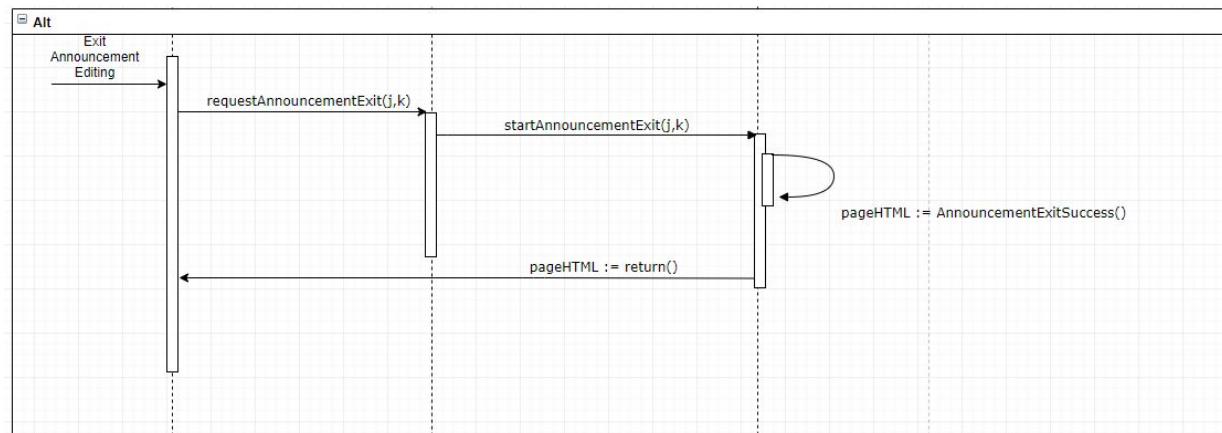 Alt
Exit
Announcement
Editing
requestAnnouncementExit(j,k)
startAnnouncementExit(j,k)
pageHTML := AnnouncementExitSuccess()
pageHTML := return()